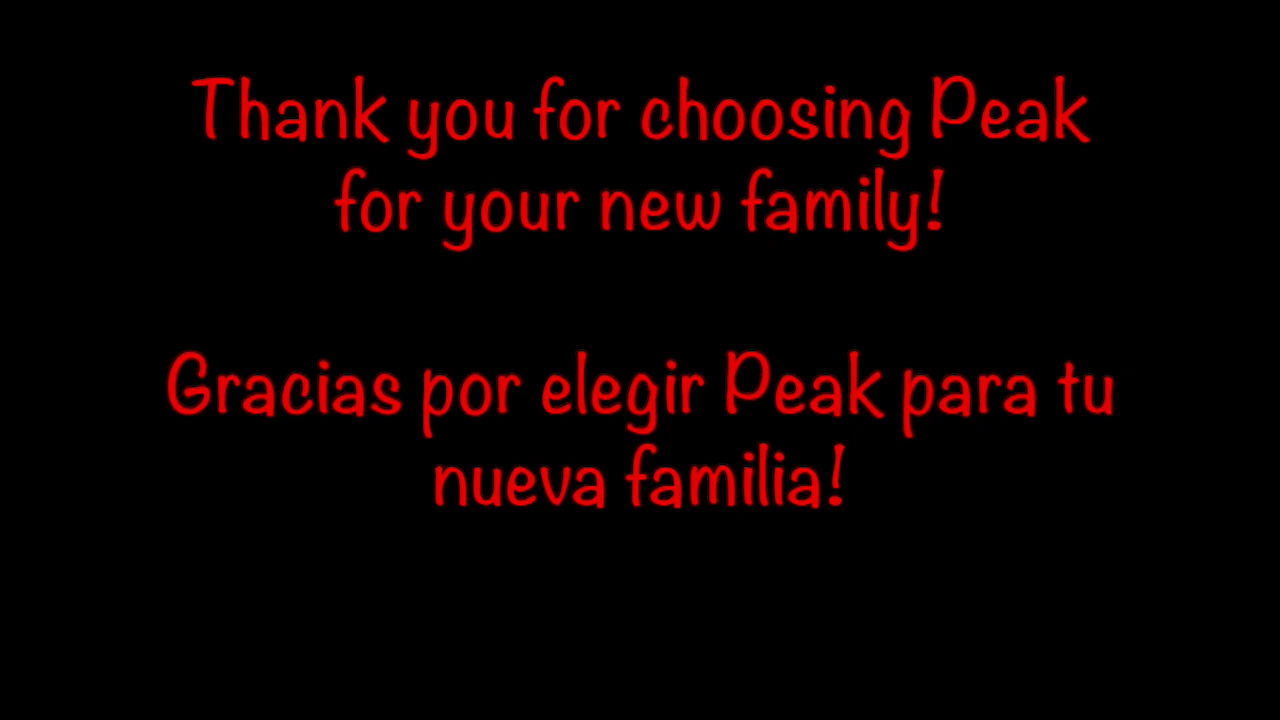 Thank you for choosing Peak
for your new family!
Gracias por elegir Peak para tu
nueva familia!